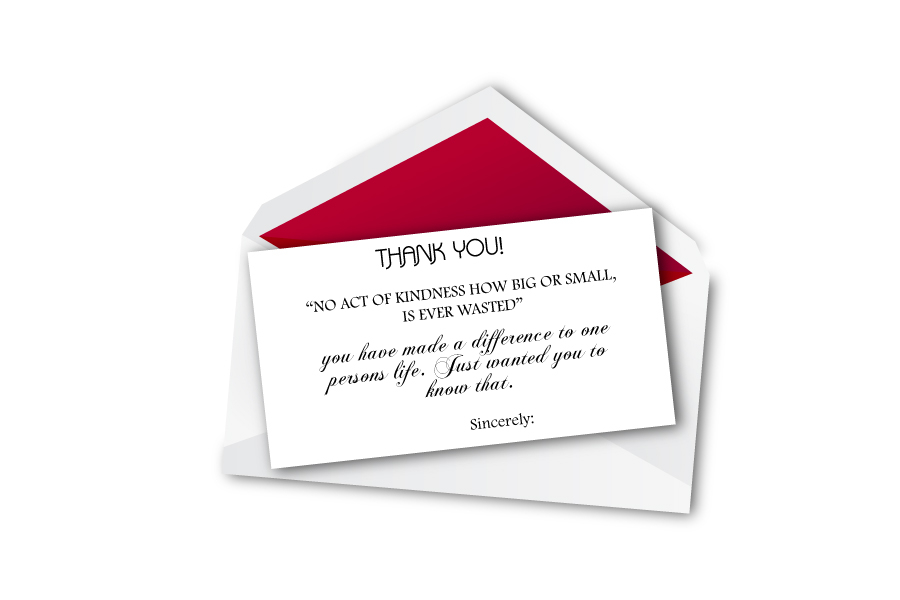 THANK YOU!
“NO ACT OF KINDNESS HOW BIG OR SMALL,
IS EVER WASTED”
you have made a difference to one
persons life. Just wanted you to
know that.
Sincerely: